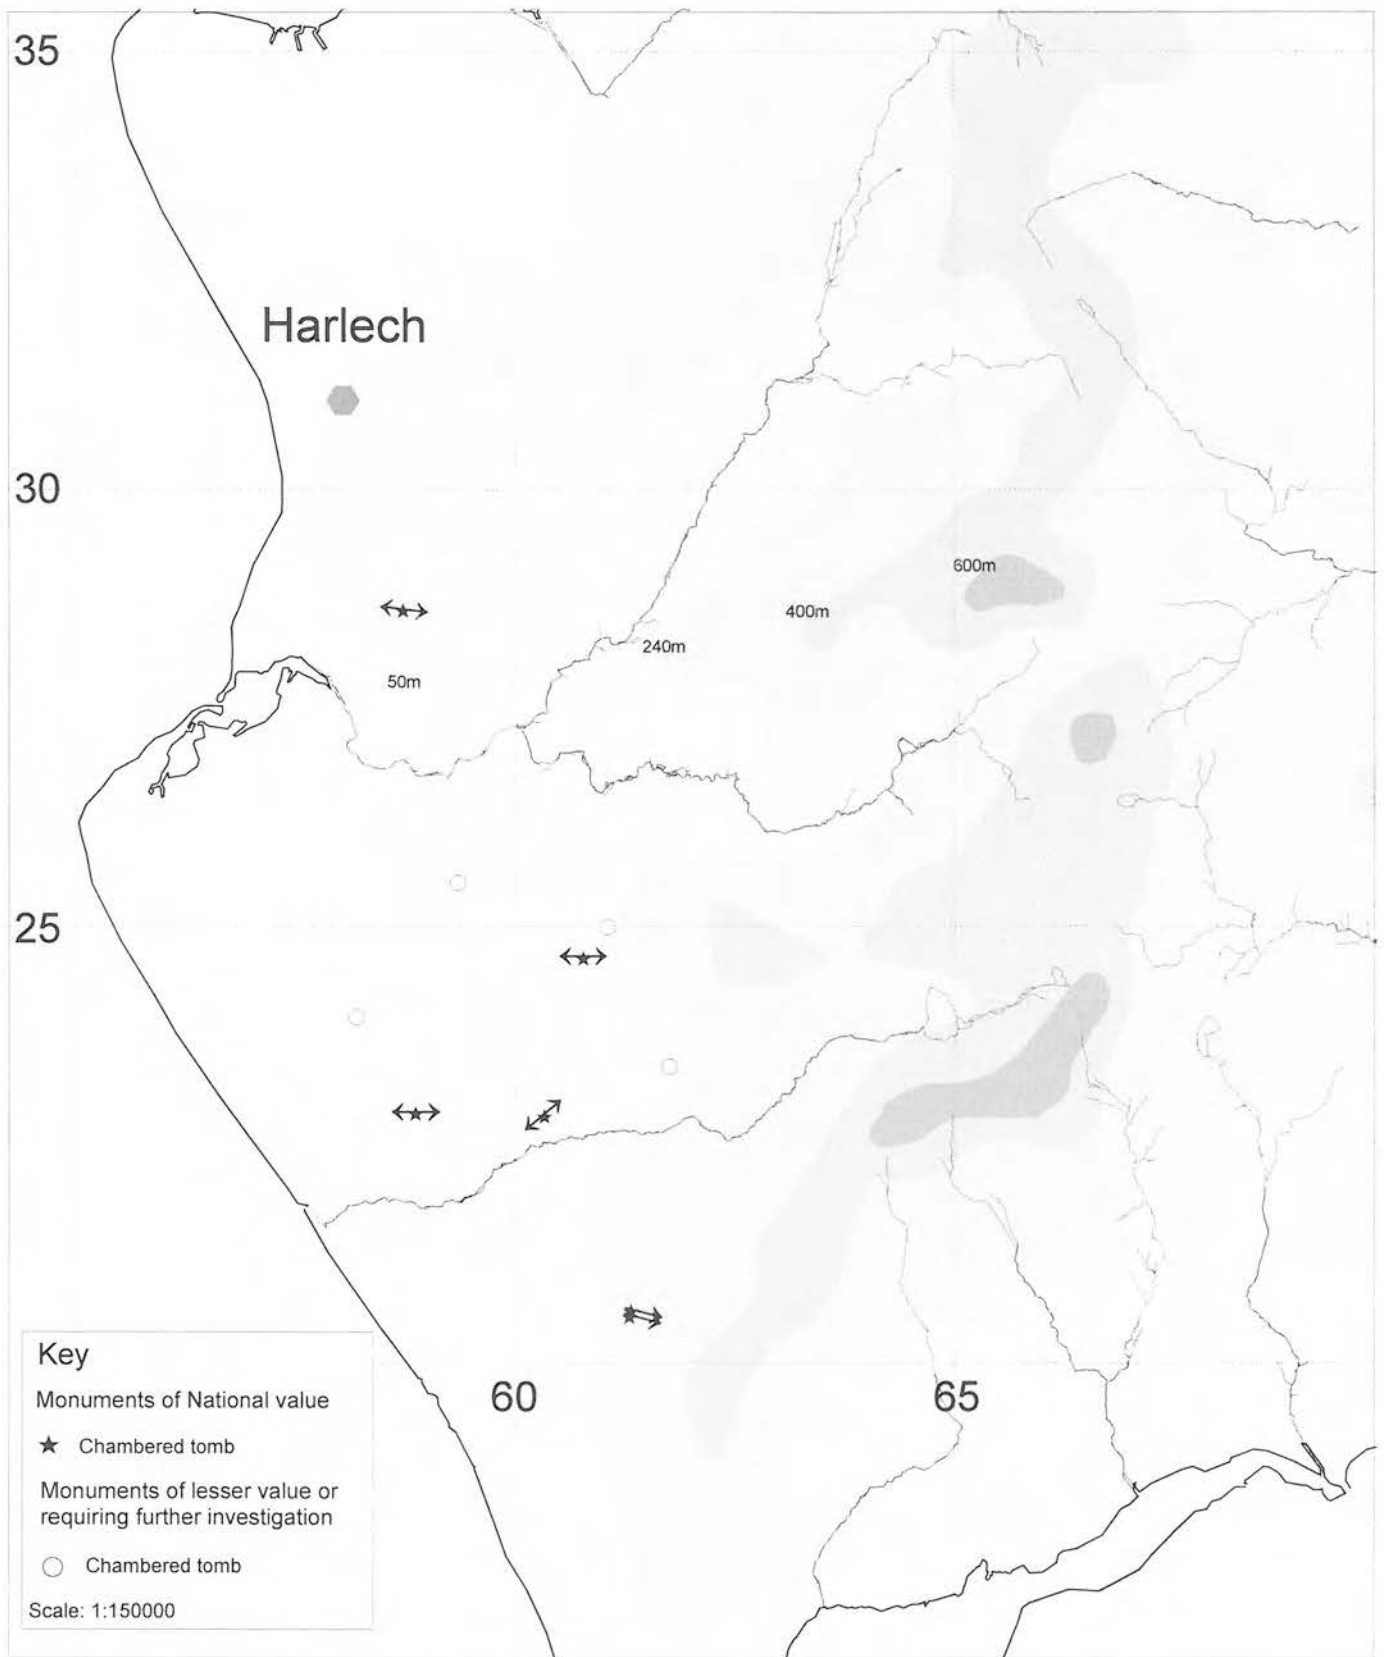 35
Harlech
30
600m
400m
240m
50m
25
60
65
Key
Monuments of National value
Chambered tomb
Monuments of lesser value or
requiring further investigation
Chambered tomb
Scale: 1:150000